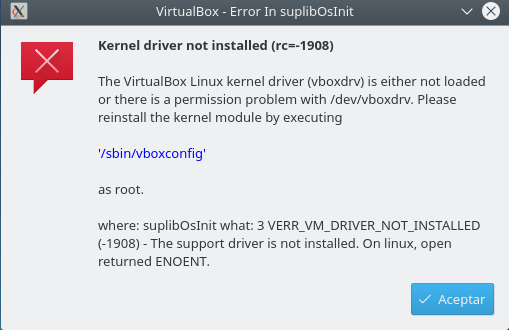 VirtualBox - Error In suplibOsInit
Kernel driver not installed (rc=-1908)
The VirtualBox Linux kernel driver (vboxdrv) is either not loaded
or there is a permission problem with /dev/vboxdrv. Please
reinstall the kernel module by executing
'/sbin/vboxconfig'
as root.
where: suplibOsInit what: 3 VERR_VM_DRIVER_NOT_INSTALLED
(-1908) - The support driver is not installed. On linux, open
returned ENOENT.
Aceptar